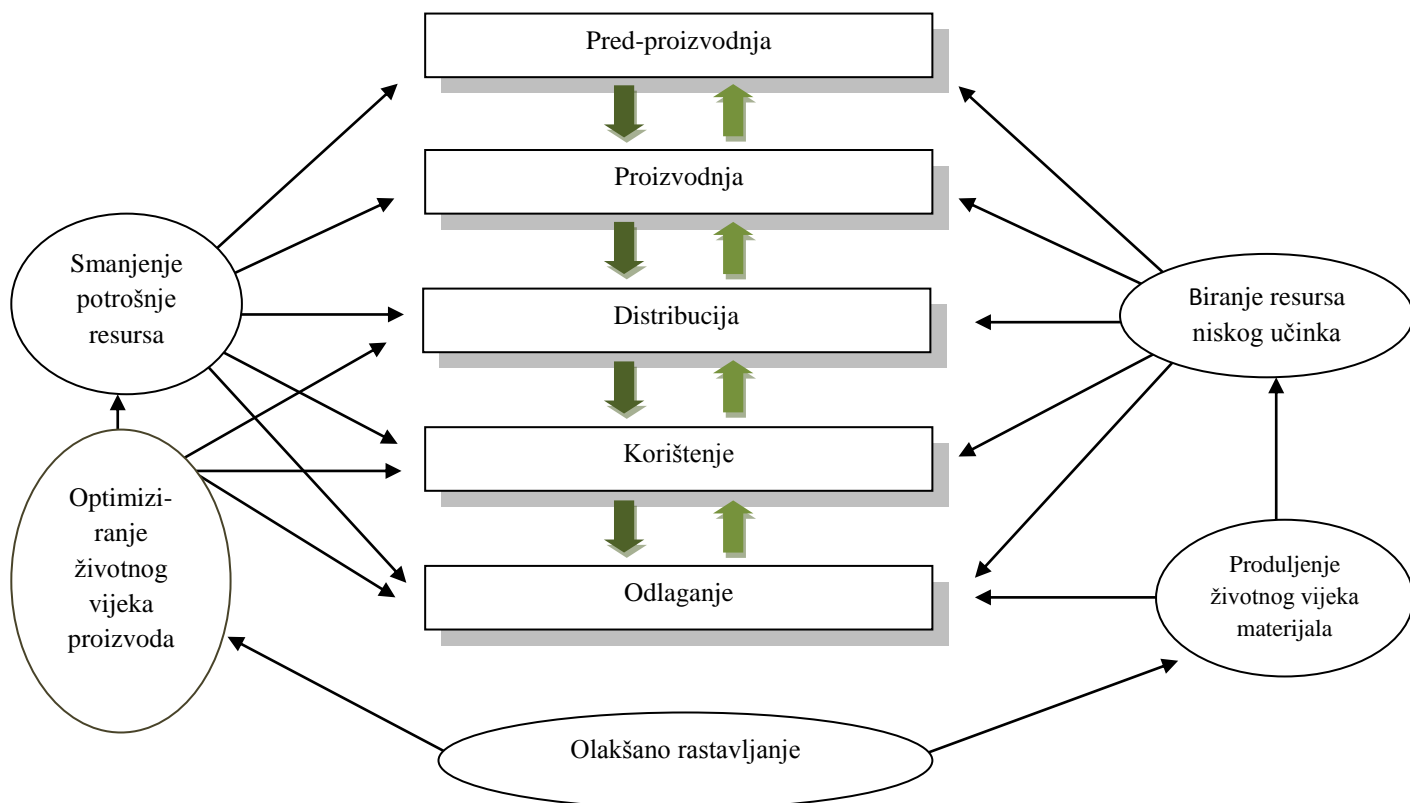 Pred-proizvodnja
Proizvodnja
Smanjenje
potrošnje
resursa
Distribucija
Biranje resursa
niskog učinka
Korištenje
Optimizi-
ranje
životnog
vijeka
proizvoda
Odlaganje
Produljenje
životnog vijeka
materijala
Olakšano rastavljanje